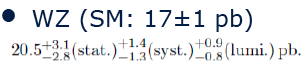 • WZ (SM: 17±1 pb)
20.5+3.1−2.8(stat.)+1.4−1.3(syst.)+0.9−0.8(lumi.) pb.